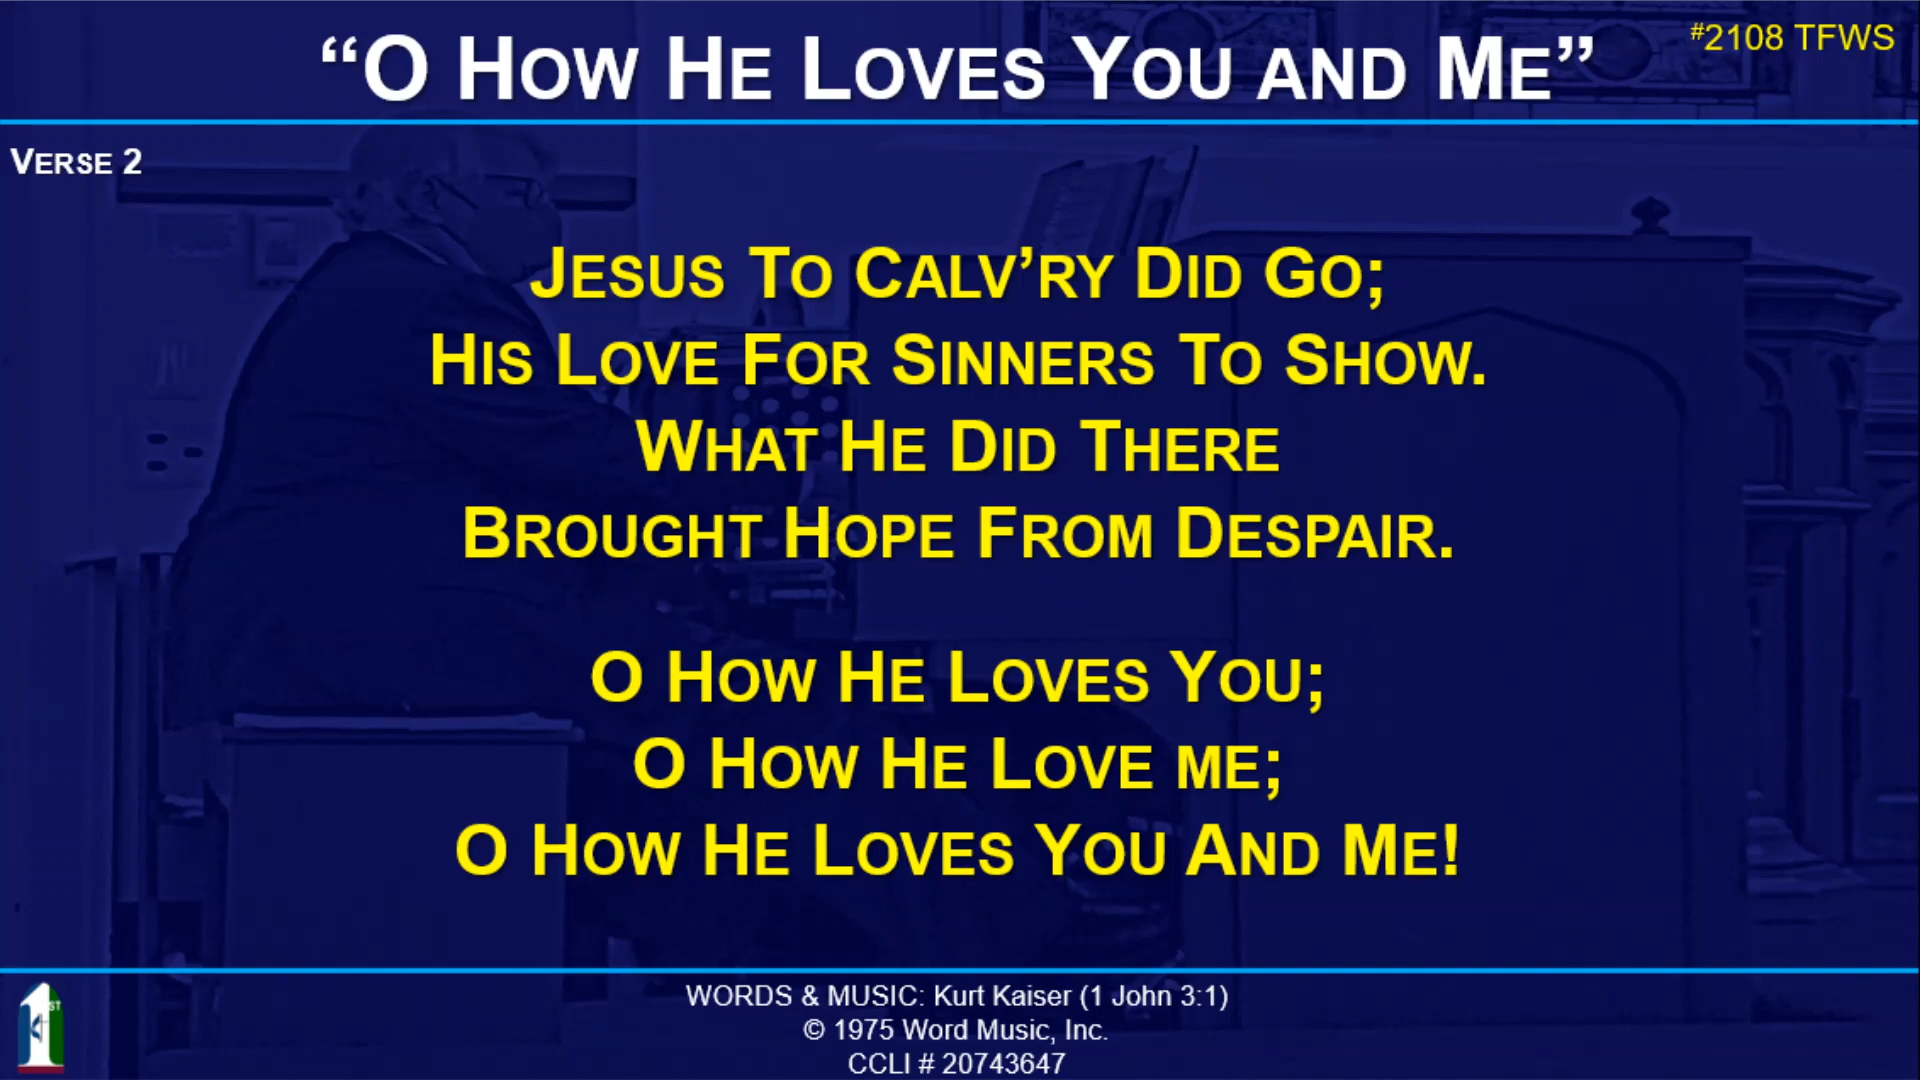 “O How He Loves You and Me”
#2108 TFWS
Verse 2
Jesus To Calv’ry Did Go;
His Love For Sinners To Show.
What He Did There
Brought Hope From Despair.
O How He Loves You;
O How He Love me;
O How He Loves You And Me!
1ST
WORDS & MUSIC: Kurt Kaiser (1 John 3:1)
© 1975 Word Music, Inc.
CCLI # 20743647